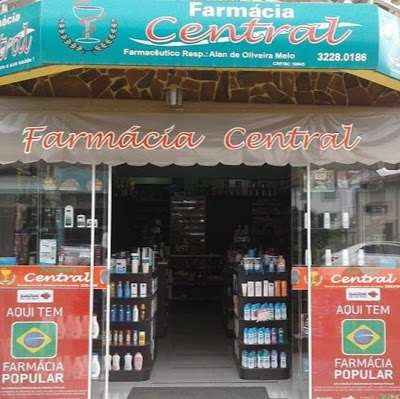 Farmácia
Central
Farmacêutico Resp.: Alan de Oliveira Melo
3228.0186
Farmácia Central
Central
Central
AQUI TEM
FARMÁCIA
POPULAR
AQUI TEM
FARMÁCIA
POPULAR